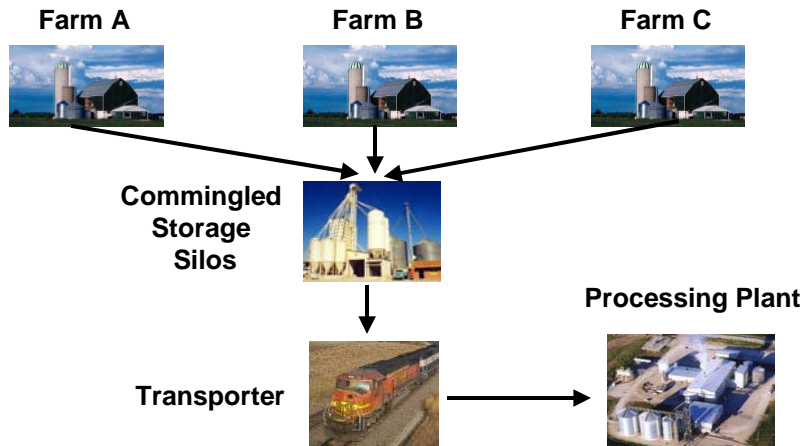 Farm A
Farm B
Farm C
Commingled
Storage
Silos
Processing Plant
Transporter